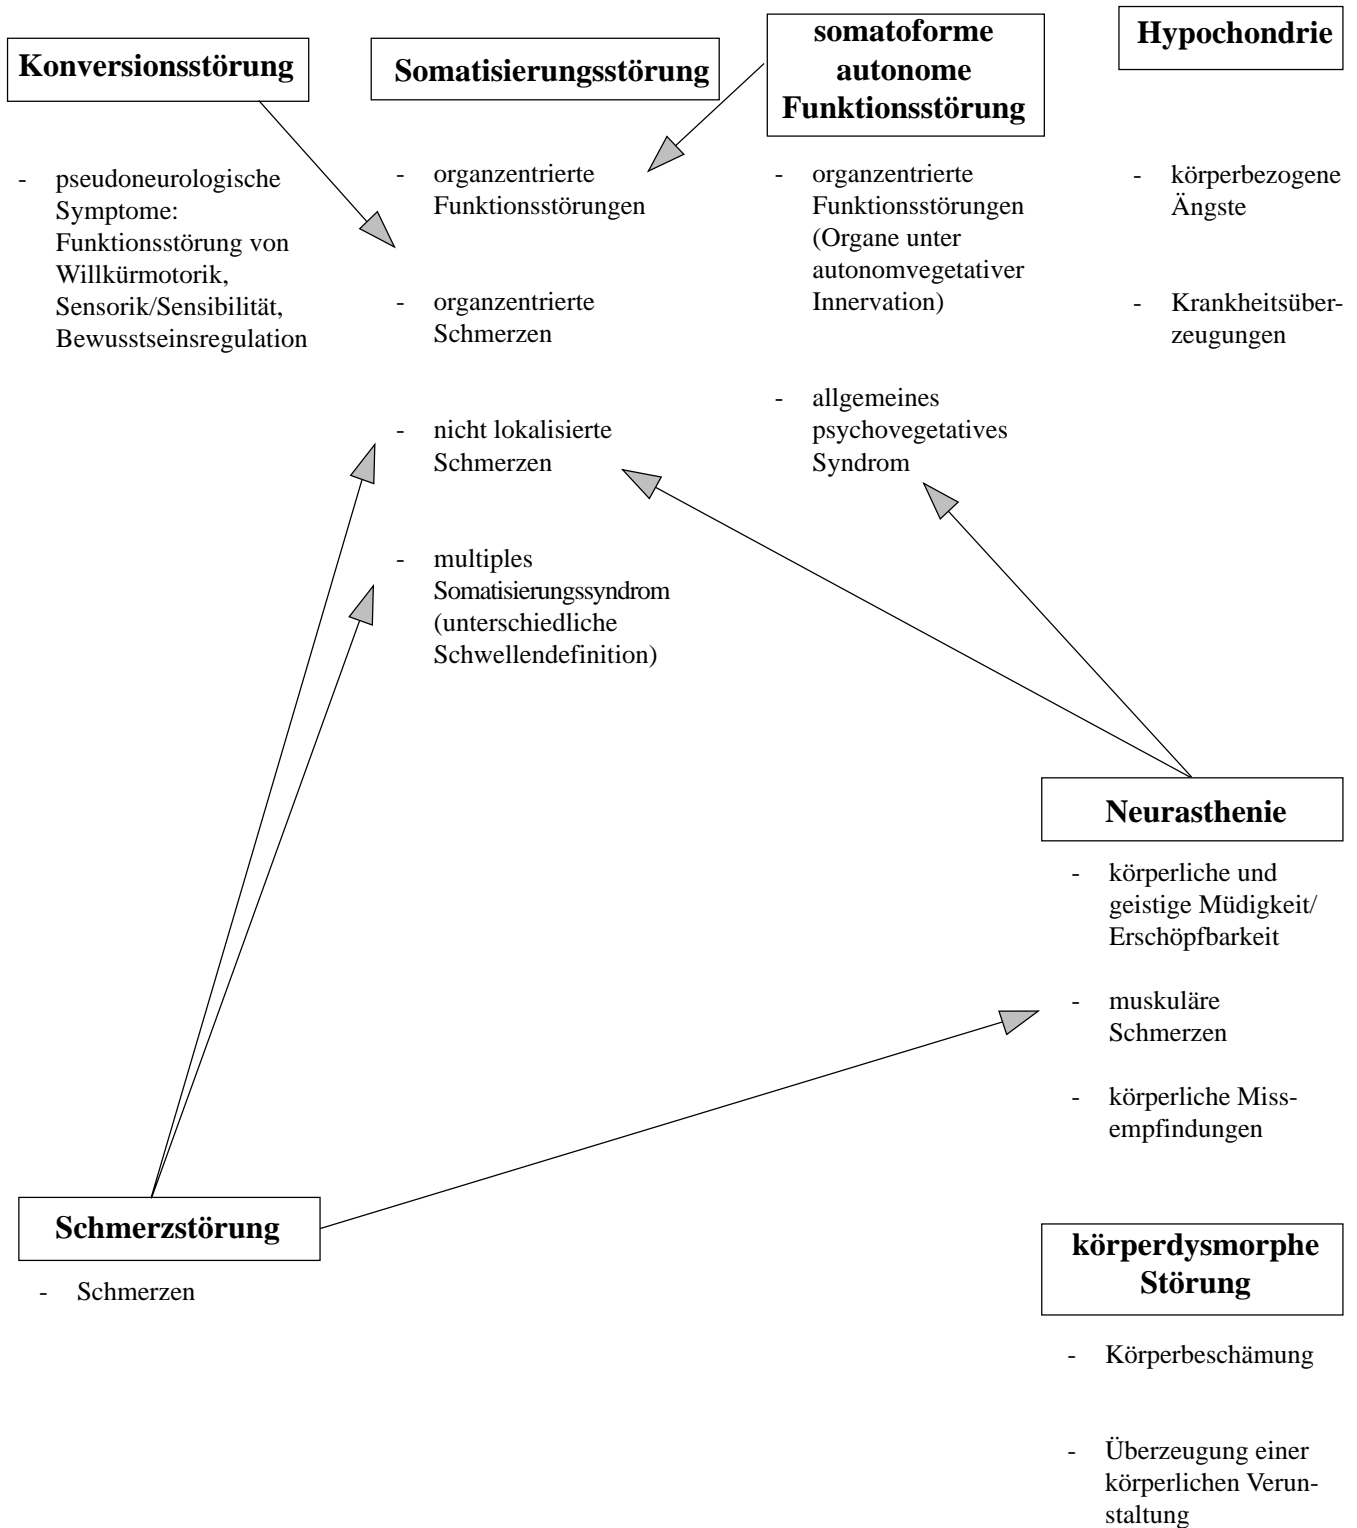 Konversionsstörung
- pseudoneurologische
Symptome:
Funktionsstörung von
Willkürmotorik,
Sensorik/Sensibilität,
Bewusstseinsregulation
Somatisierungsstörung
- organzentrierte
Funktionsstörungen
- organzentrierte
Schmerzen
- nicht lokalisierte
Schmerzen
- multiples
Somatisierungssyndrom
(unterschiedliche
Schwellendefinition)
somatoforme
autonome
Funktionsstörung
- organzentrierte
Funktionsstörungen
(Organe unter
autonomvegetativer
Innervation)
- allgemeines
psychovegetatives
Syndrom
Hypochondrie
- körperbezogene
Ängste
- Krankheitsüber-
zeugungen
Neurasthenie
- körperliche und
geistige Müdigkeit/
Erschöpfbarkeit
- muskuläre
Schmerzen
- körperliche Miss-
empfindungen
Schmerzstörung
- Schmerzen
körperdysmorphe
Störung
- Körperbeschämung
- Überzeugung einer
körperlichen Verun-
staltung